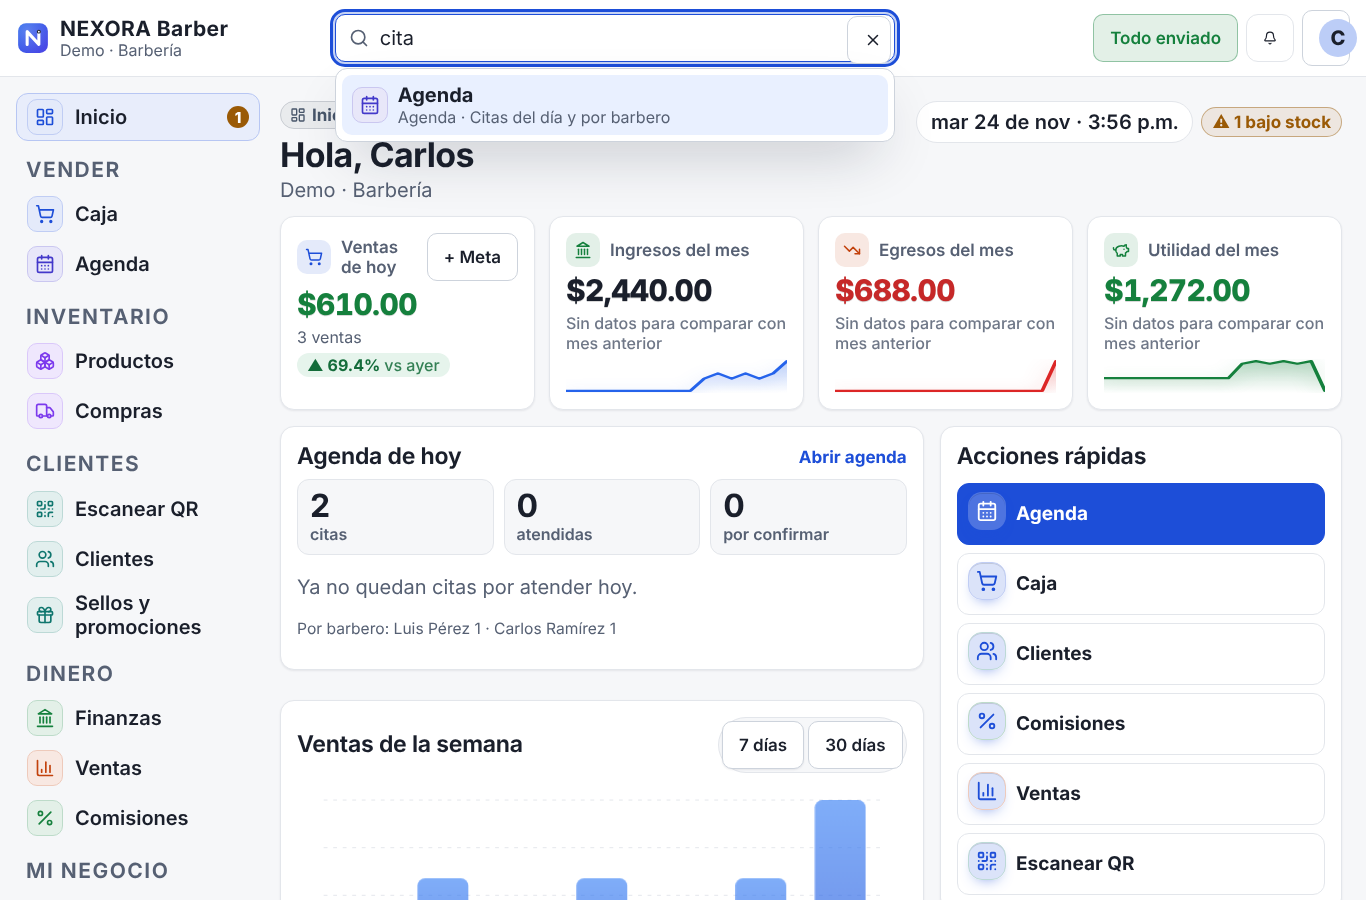 NEXORA Barber
Demo · Barbería
cita
Todo enviado
C
Agenda
Agenda · Citas del día y por barbero
Inicio
1
VENDER
Caja
Agenda
INVENTARIO
Productos
Compras
CLIENTES
Escanear QR
Clientes
Sellos y
promociones
DINERO
Finanzas
Ventas
Comisiones
MI NEGOCIO
mar 24 de nov · 3:56 p.m.
1 bajo stock
Hola, Carlos
Demo · Barbería
Ventas
de hoy
+ Meta
$610.00
3 ventas
▲ 69.4% vs ayer
Ingresos del mes
$2,440.00
Sin datos para comparar con
mes anterior
Egresos del mes
$688.00
Sin datos para comparar con
mes anterior
Utilidad del mes
$1,272.00
Sin datos para comparar con
mes anterior
Agenda de hoy
Abrir agenda
2
citas
0
atendidas
0
por confirmar
Ya no quedan citas por atender hoy.
Por barbero: Luis Pérez 1 · Carlos Ramírez 1
Ventas de la semana
7 días
30 días
Acciones rápidas
Agenda
Caja
Clientes
Comisiones
Ventas
Escanear QR